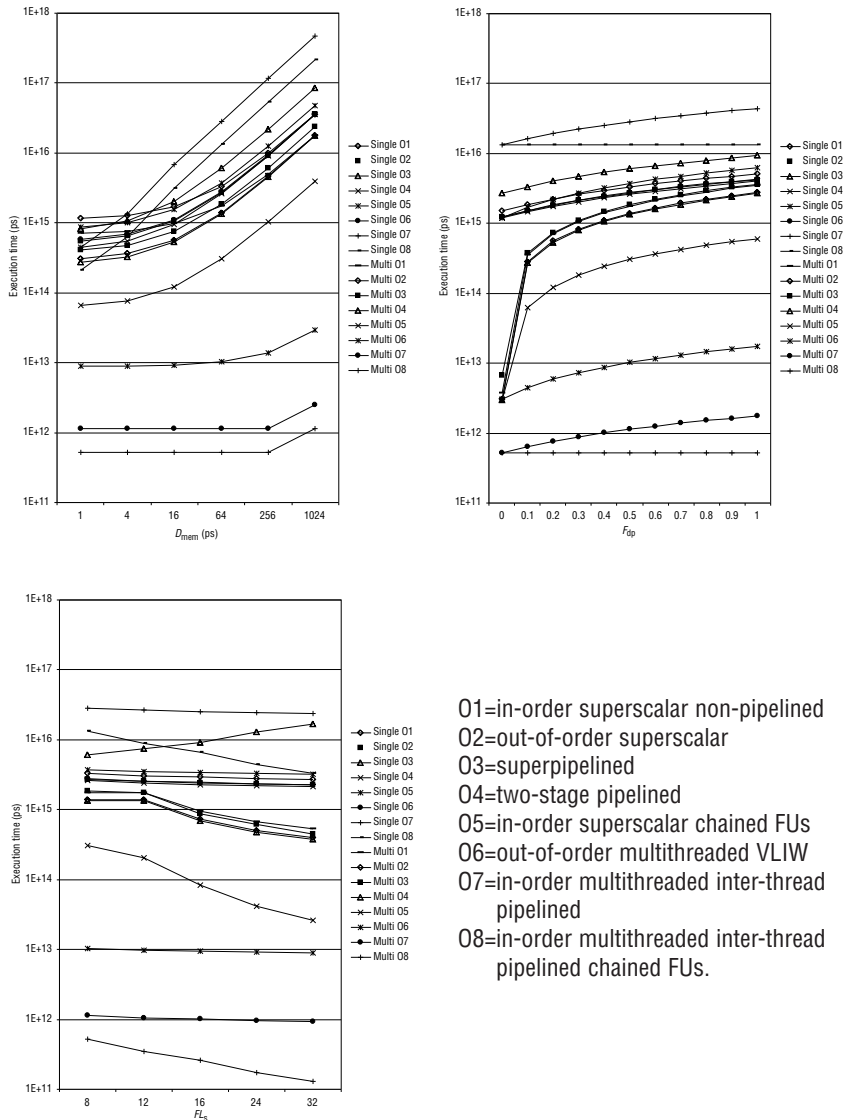 1E+18
1E+17
1E+16
1E+15
1E+14
1E+13
1E+12
1E+11
Execution time (ps)
1 4 16 64 256 1024
D_mem (ps)
Single O1
Single O2
Single O3
Single O4
Single O5
Single O6
Single O7
Single O8
Multi O1
Multi O2
Multi O3
Multi O4
Multi O5
Multi O6
Multi O7
Multi O8
1E+18
1E+17
1E+16
1E+15
1E+14
1E+13
1E+12
1E+11
Execution time (ps)
0 0.1 0.2 0.3 0.4 0.5 0.6 0.7 0.8 0.9 1
F_dp
Single O1
Single O2
Single O3
Single O4
Single O5
Single O6
Single O7
Single O8
Multi O1
Multi O2
Multi O3
Multi O4
Multi O5
Multi O6
Multi O7
Multi O8
1E+18
1E+17
1E+16
1E+15
1E+14
1E+13
1E+12
1E+11
Execution time (ps)
8 12 16 24 32
FL_s
Single O1
Single O2
Single O3
Single O4
Single O5
Single O6
Single O7
Single O8
Multi O1
Multi O2
Multi O3
Multi O4
Multi O5
Multi O6
Multi O7
Multi O8
O1=in-order superscalar non-pipelined
O2=out-of-order superscalar
O3=superpipelined
O4=two-stage pipelined
O5=in-order superscalar chained FUs
O6=out-of-order multithreaded VLIW
O7=in-order multithreaded inter-thread
pipelined
O8=in-order multithreaded inter-thread
pipelined chained FUs.